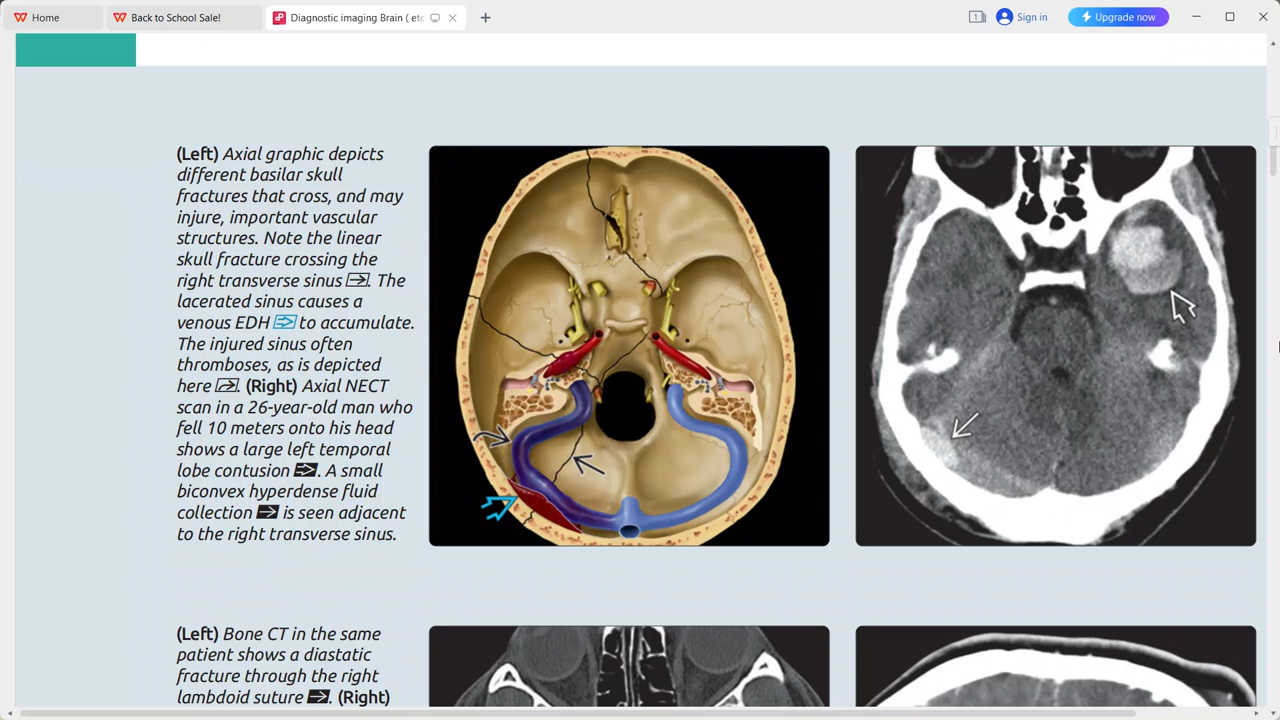 Home
Back to School Sale!
Diagnostic imaging Brain ( etc
1
Sign in
Upgrade now
(Left) Axial graphic depicts
different basilar skull
fractures that cross, and may
injure, important vascular
structures. Note the linear
skull fracture crossing the
right transverse sinus. The
lacerated sinus causes a
venous EDH to accumulate.
The injured sinus often
thromboses, as is depicted
here. (Right) Axial NECT
scan in a 26-year-old man who
fell 10 meters onto his head
shows a large left temporal
lobe contusion. A small
biconvex hyperdense fluid
collection is seen adjacent
to the right transverse sinus.
(Left) Bone CT in the same
patient shows a diastatic
fracture through the right
lambdoid suture. (Right)